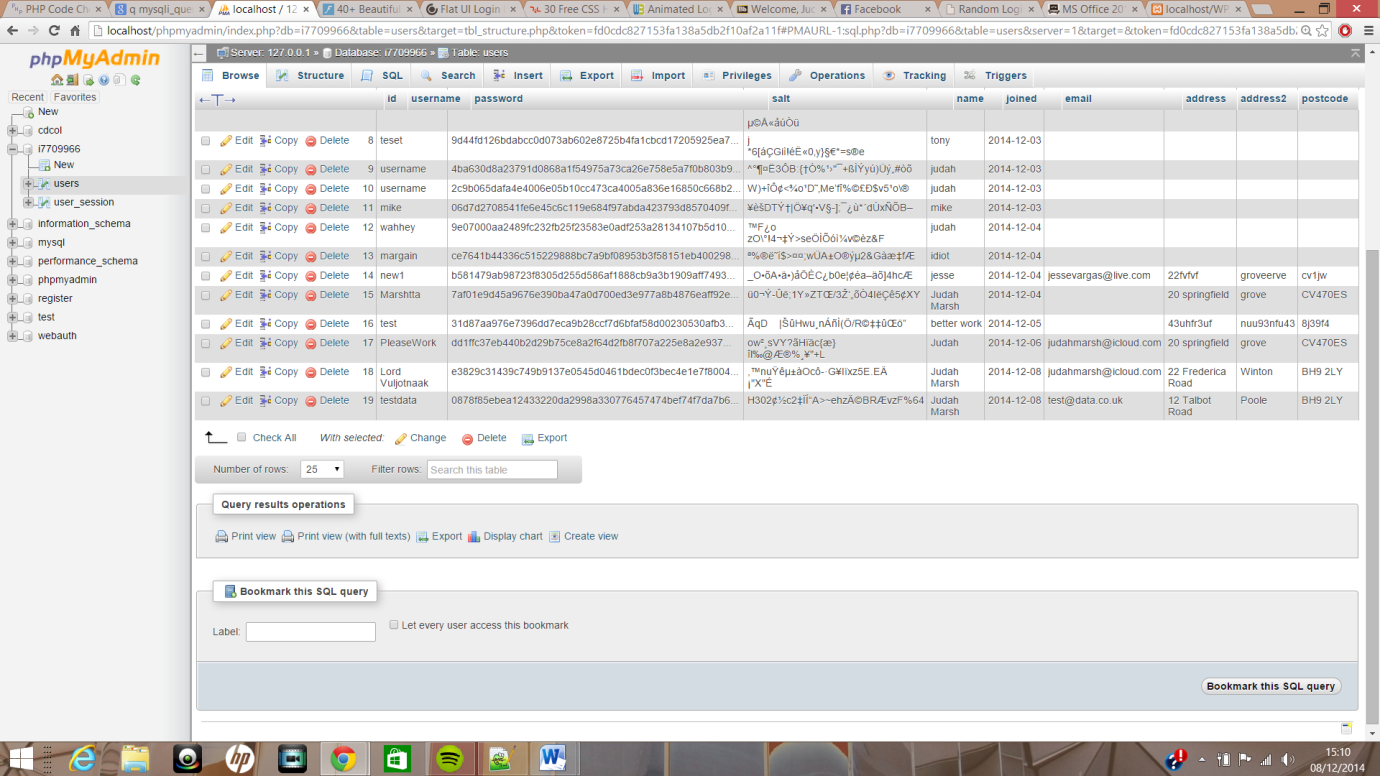 PHP Code Che
q mysqli_que
localhost / 12
40+ Beautiful
Flat UI Login
30 Free CSS H
Animated Log
Welcome, Jud
Facebook
Random Logi
MS Office 20
localhost/WP
localhost/phpmyadmin/index.php?db=i7709966&table=users&target=tbl_structure.php&token=fd0cdc827153fa138a5db2f10af2a11f#PMAURL-1:sql.php?db=i7709966&table=users&server=1&target=&token=fd0cdc827153fa138a5db
phpMyAdmin
Recent Favorites
New
cdcol
i7709966
New
users
user_session
information_schema
mysql
performance_schema
phpmyadmin
register
test
webauth
Server: 127.0.0.1 » Database: i7709966 » Table: users
Browse Structure SQL Search Insert Export Import Privileges Operations Tracking Triggers
id username password salt name joined email address address2 postcode
Edit Copy Delete 8 teset 9d44fd126bdabcc0d073ab602e8725b4fa1cbcd17205925ea7... tony 2014-12-03
Edit Copy Delete 9 username 4ba630d8a23791d0868a1f54975a73ca26e758e5a7f0b803b9... judah 2014-12-03
Edit Copy Delete 10 username 2c9b065dafa4e4006e05b10cc473ca4005a836e16850c668b2... judah 2014-12-03
Edit Copy Delete 11 mike 06d7d2708541fe6e45c6c119e684f97abda423793d8570409f... mike 2014-12-03
Edit Copy Delete 12 wahhey 9e07000aa2489fc232fb25f23583e0adf253a28134107b5d10... judah 2014-12-04
Edit Copy Delete 13 margain ce7641b44336c515229888bc7a9bf08953b3f58151eb400298... idiot 2014-12-04
Edit Copy Delete 14 new1 b581479ab98723f8305d255d586af1888cb9a3b1909aff7493... jesse 2014-12-04 jessevargas@live.com 22fvfvf groveerve cv1jw
Edit Copy Delete 15 Marshtta 7af01e9d45a9676e390ba47a0d700ed3e977a8b4876eaff92e... Judah 2014-12-04 20 springfield grove CV470ES
Marsh
Edit Copy Delete 16 test 31d87aa976e7396dd7eca9b28ccf7d6bfaf58d00230530afb3... better work 2014-12-05 43uhfr3uf nuu93nfu43 8j39f4
Edit Copy Delete 17 PleaseWork dd1ffc37eb440b2d29b75ce8a2f64d2fb8f707a225e8a2e937... Judah 2014-12-06 judahmarsh@icloud.com 20 springfield grove CV470ES
Edit Copy Delete 18 Lord e3829c31439c749b9137e0545d0461bdec0f3bec4e1e7f8004... Judah 2014-12-08 judahmarsh@icloud.com 22 Frederica Winton BH9 2LY
Vuljotnaak Marsh Road
Edit Copy Delete 19 testdata 0878f85ebea12433220da2998a330776457474bef74f7da7b6... Judah 2014-12-08 test@data.co.uk 12 Talbot Poole BH9 2LY
Marsh Road
Check All With selected: Change Delete Export
Number of rows: 25 Filter rows: Search this table
Query results operations
Print view Print view (with full texts) Export Display chart Create view
Bookmark this SQL query
Label: Let every user access this bookmark
Bookmark this SQL query
15:10
08/12/2014